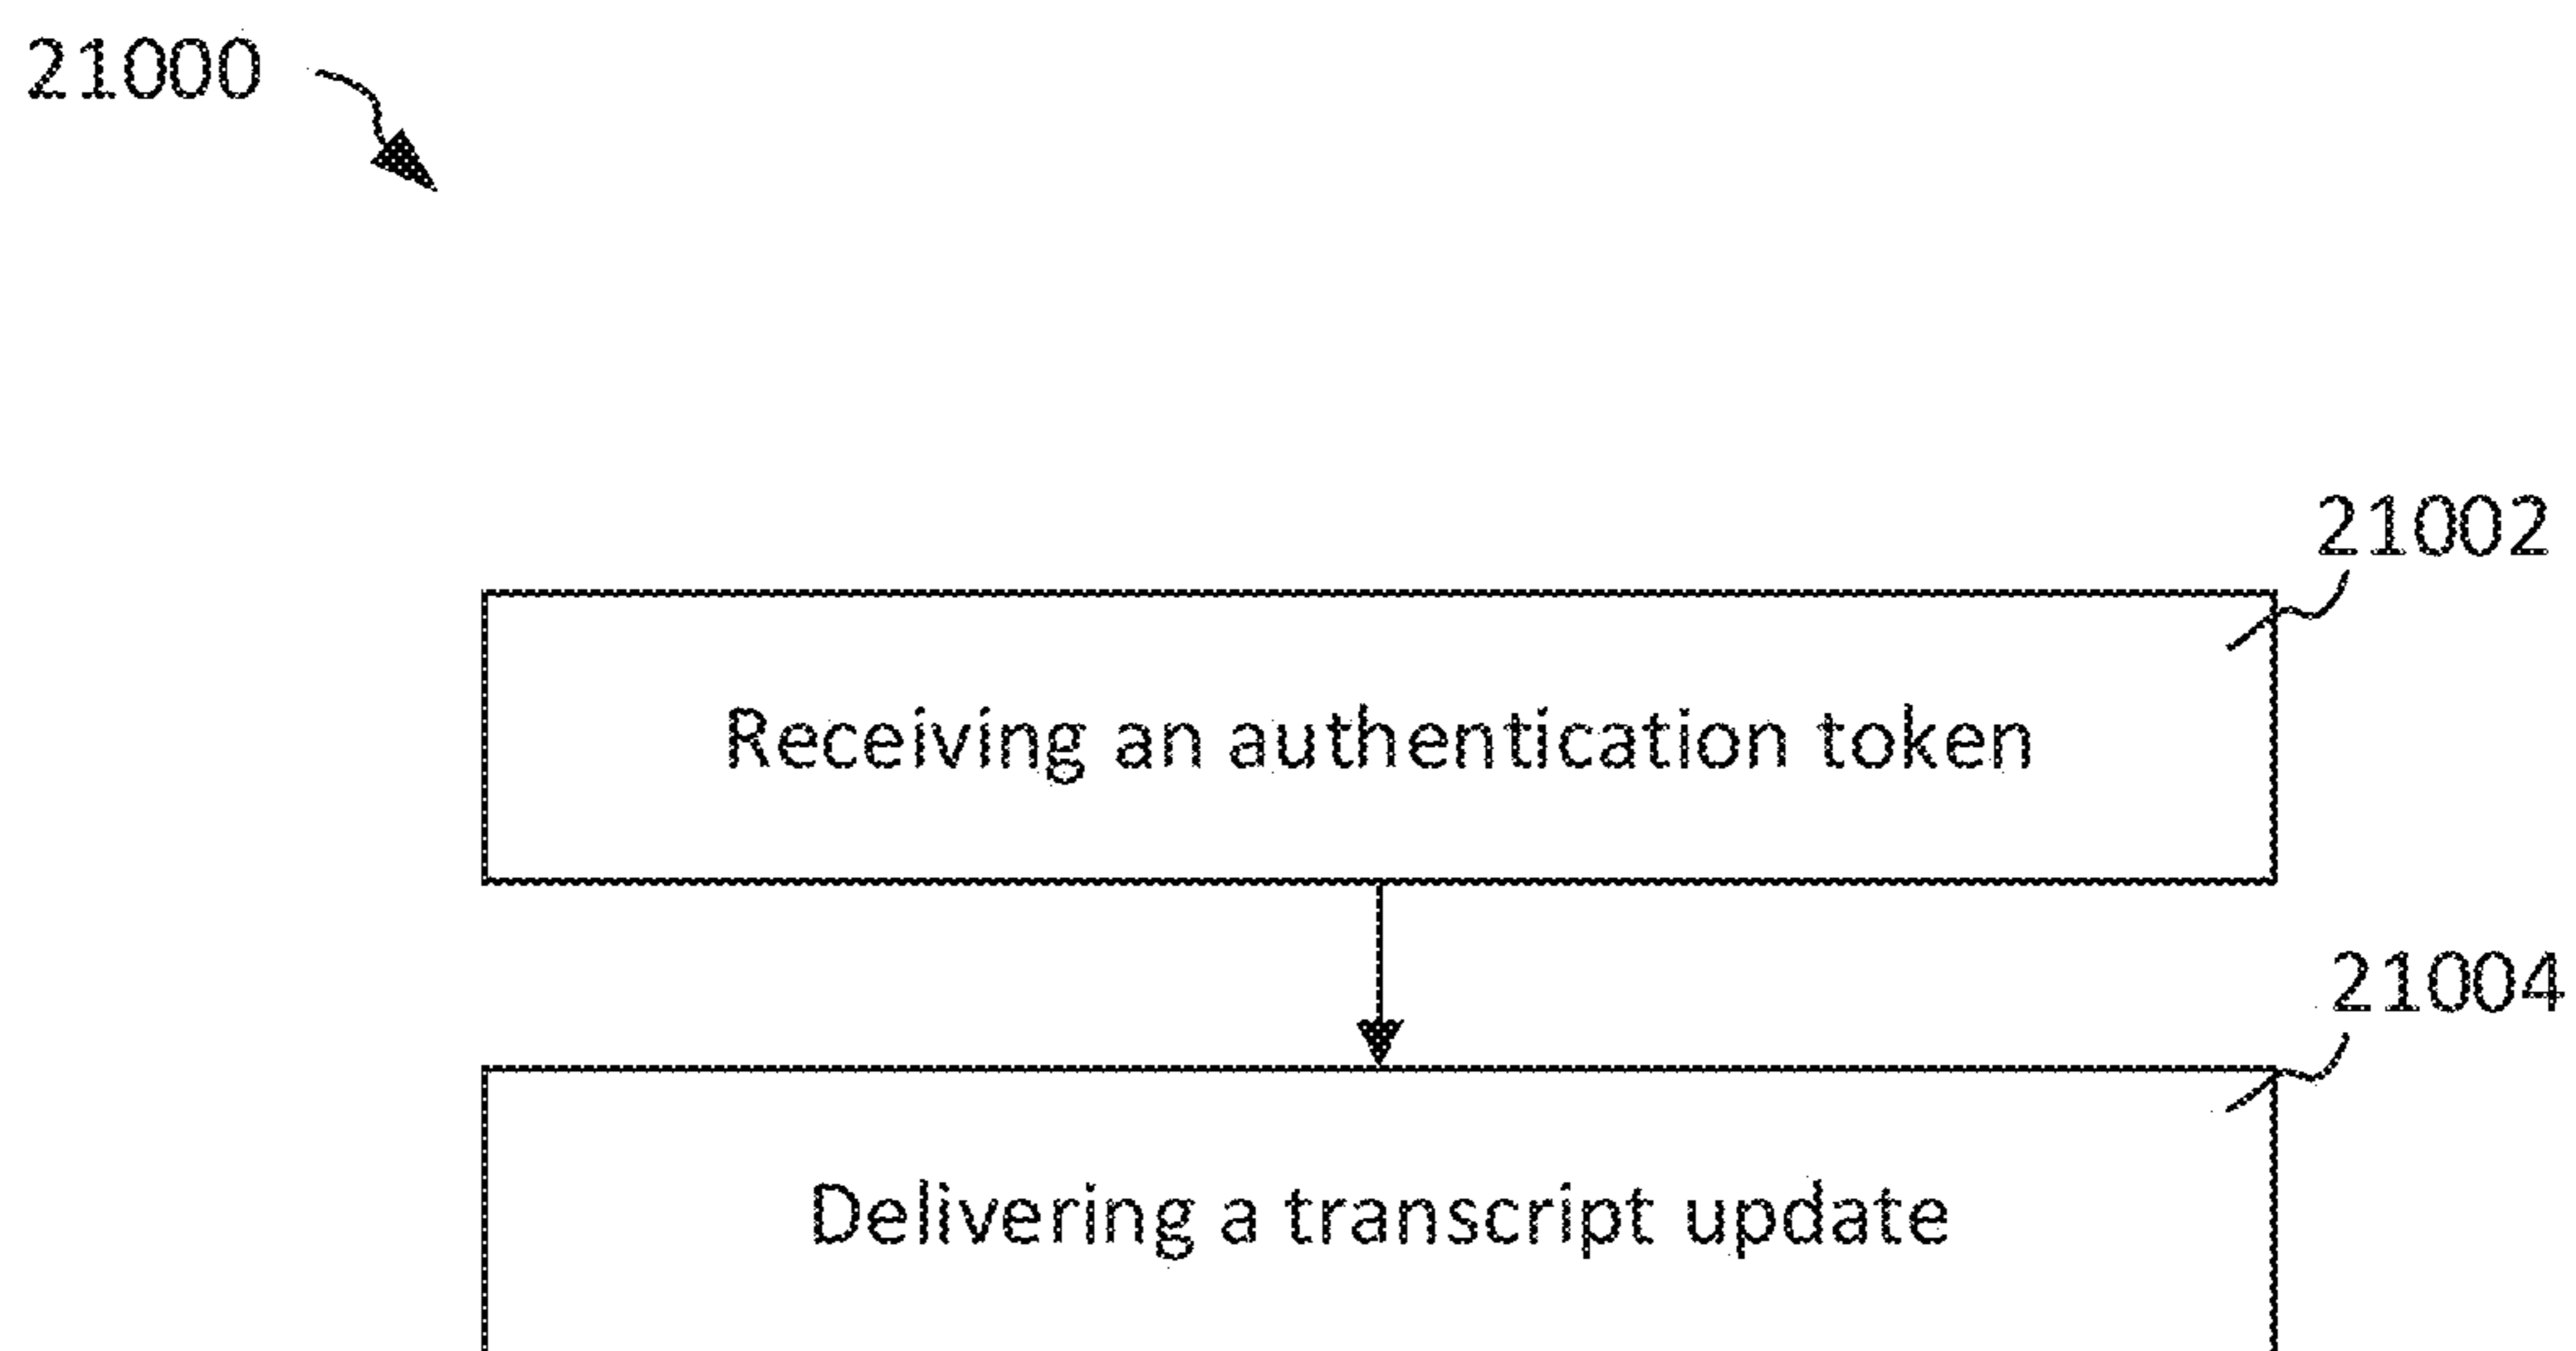 21000
21002
Receiving an authentication token
21004
Delivering a transcript update